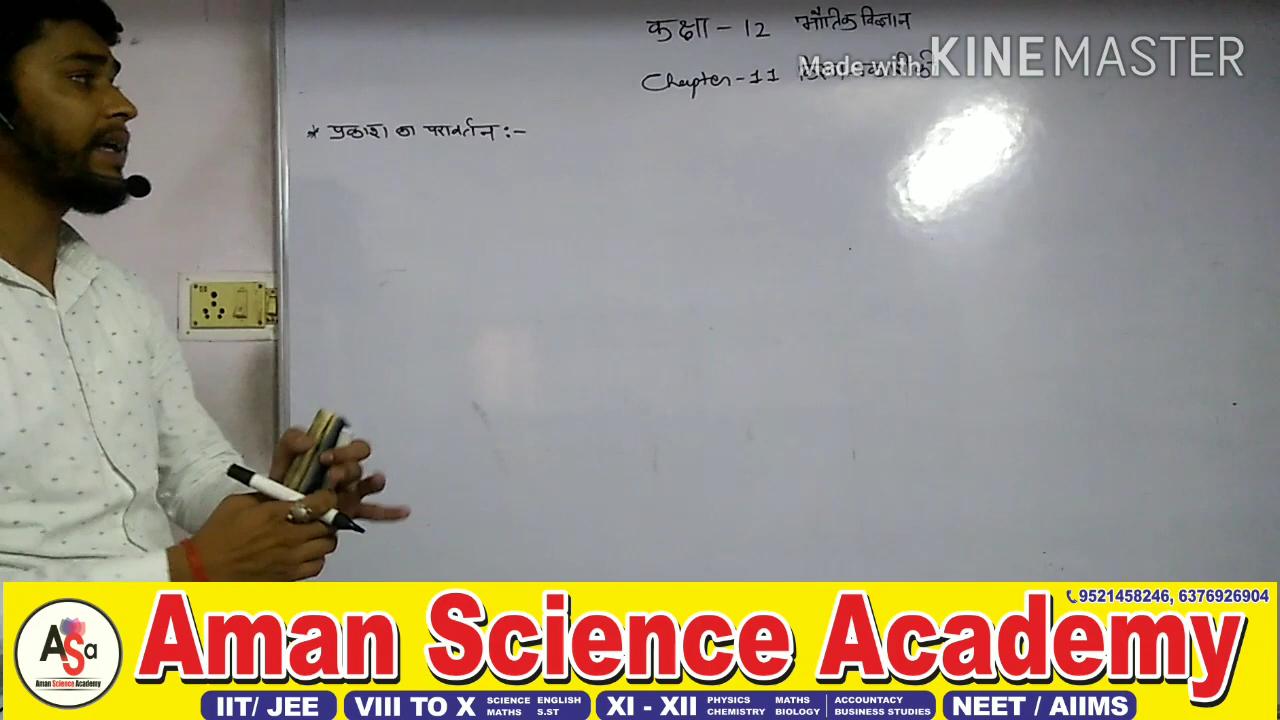 कक्षा - 12 भौतिक विज्ञान
Made with KINEMASTER
Chapter - 11
* प्रकाश का परावर्तन :-
9521458246, 6376926904
ASa
Aman Science Academy
Aman Science Academy
IIT/ JEE VIII TO X SCIENCE ENGLISH MATHS S.ST XI - XII PHYSICS MATHS CHEMISTRY BIOLOGY ACCOUNTACY BUSINESS STUDIES NEET / AIIMS